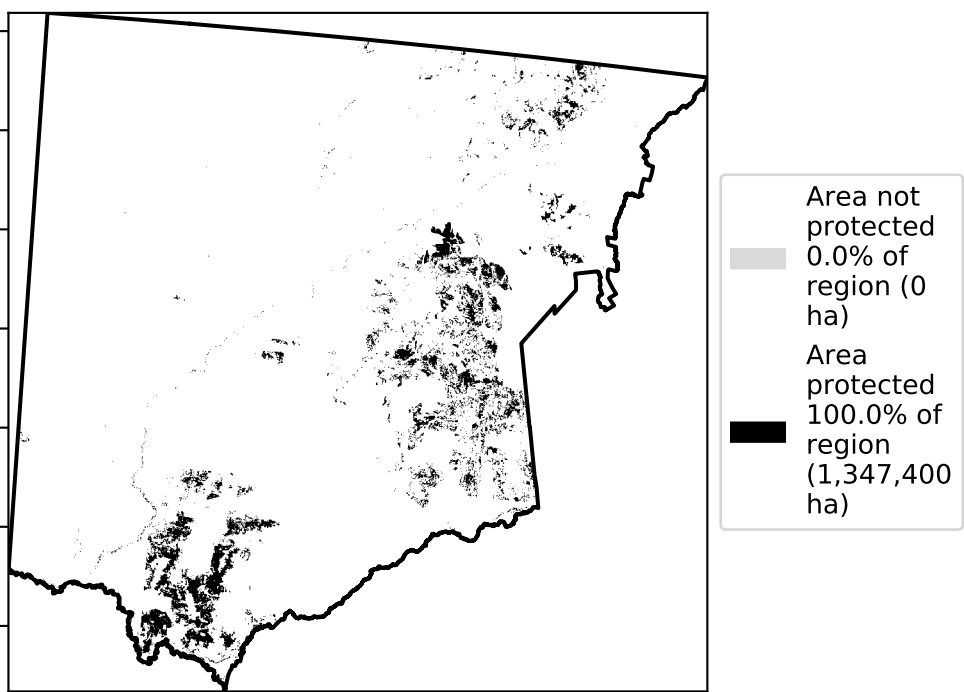 Area not
protected
0.0% of
region (0
ha)
Area
protected
100.0% of
region
(1,347,400
ha)